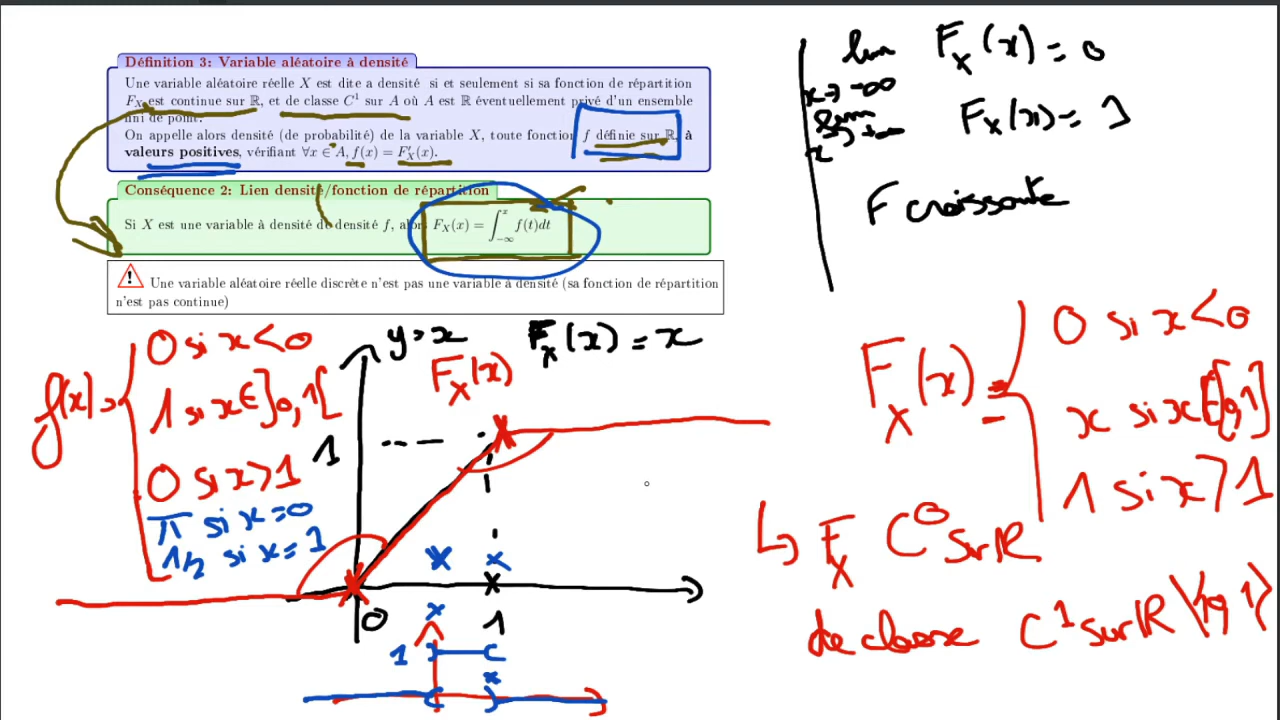 Définition 3: Variable aléatoire à densité
Une variable aléatoire réelle X est dite a densité si et seulement si sa fonction de répartition
F_X est continue sur ℝ, et de classe C¹ sur A où A est ℝ éventuellement privé d'un ensemble
fini de point.
On appelle alors densité (de probabilité) de la variable X, toute fonction f définie sur ℝ, à
valeurs positives, vérifiant ∀x ∈ A, f(x) = F'_X(x).
Conséquence 2: Lien densité/fonction de répartition
Si X est une variable à densité de densité f, alors F_X(x) = ∫_{-∞}^{x} f(t)dt
Une variable aléatoire réelle discrète n'est pas une variable à densité (sa fonction de répartition
n'est pas continue)
lim F_X(x) = 0
x→-∞
lim F_X(x) = 1
x→+∞
F croissante
f(x) =
0 si x<0
1 si x∈]0,1[
0 si x>1
π si x=0
1/2 si x=1
y=x
F_X(x) = x
F_X(x)
1
0
1
1
F_X(x) =
0 si x<0
x si x∈[0,1]
1 si x>1
↳ F_X C⁰ sur ℝ
de classe C¹ sur ℝ\{0,1}